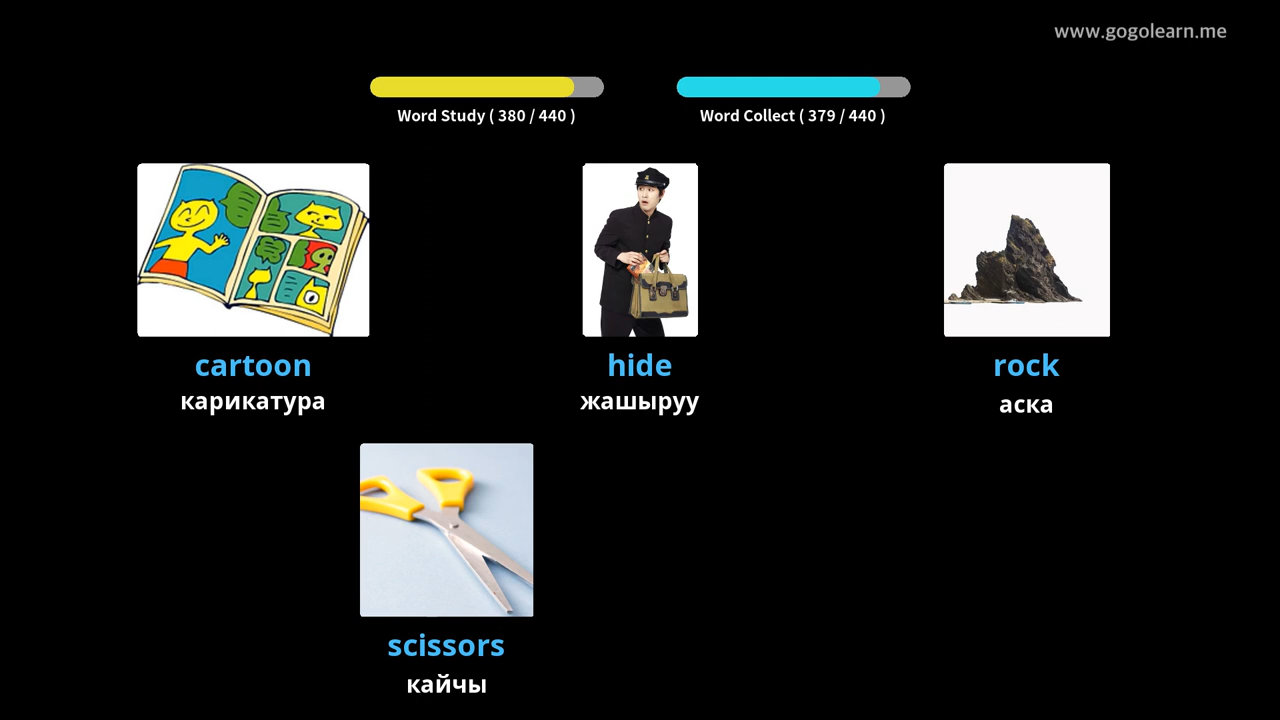 www.gogolearn.me
Word Study ( 380 / 440 )
Word Collect ( 379 / 440 )
cartoon
карикатура
hide
жашыруу
rock
аска
scissors
кайчы